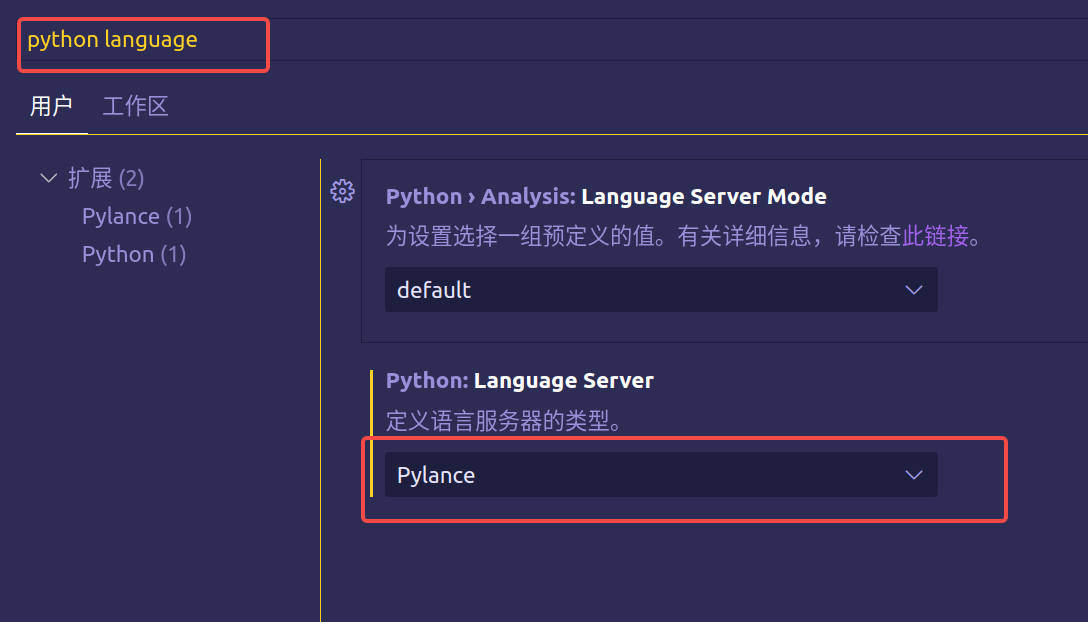 python language
用户 工作区
扩展 (2)
Pylance (1)
Python (1)
Python › Analysis: Language Server Mode
为设置选择一组预定义的值。有关详细信息，请检查此链接。
default
Python: Language Server
定义语言服务器的类型。
Pylance